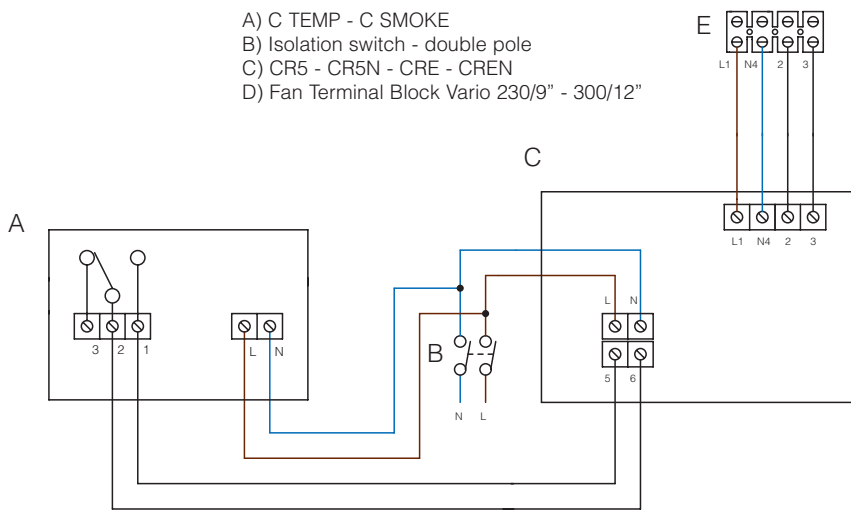 A) C TEMP - C SMOKE
B) Isolation switch - double pole
C) CR5 - CR5N - CRE - CREN
D) Fan Terminal Block Vario 230/9” - 300/12”
E
L1 N4 2 3
C
L1 N4 2 3
A
3 2 1 L N
L N
B
5 6
N L